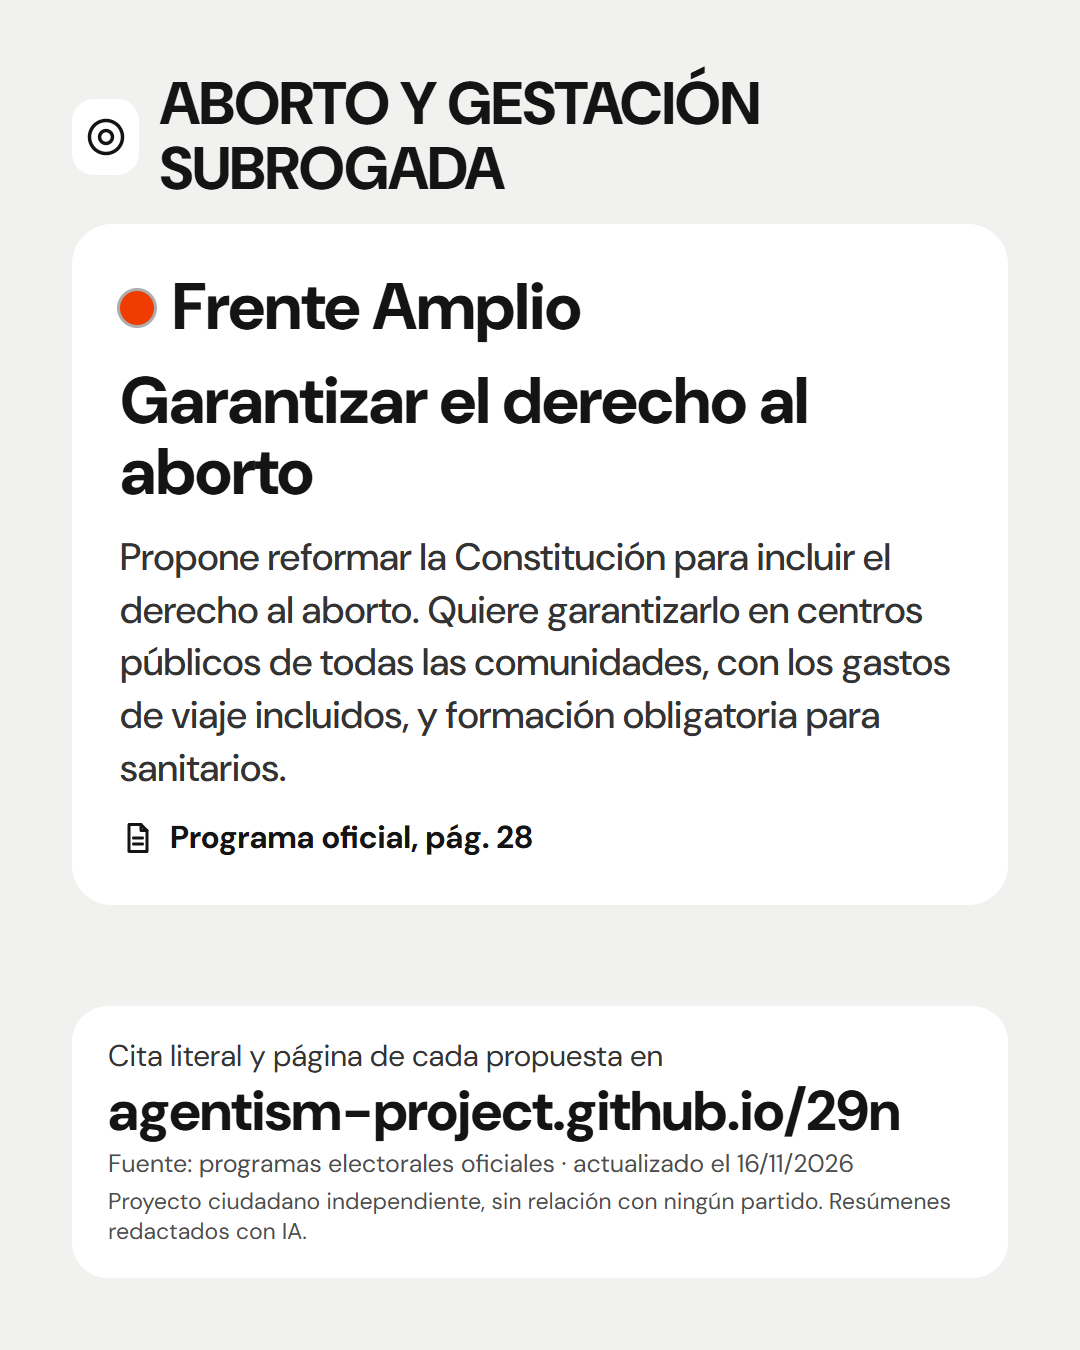 ABORTO Y GESTACIÓN
SUBROGADA
Frente Amplio
Garantizar el derecho al
aborto
Propone reformar la Constitución para incluir el
derecho al aborto. Quiere garantizarlo en centros
públicos de todas las comunidades, con los gastos
de viaje incluidos, y formación obligatoria para
sanitarios.
Programa oficial, pág. 28
Cita literal y página de cada propuesta en
agentism-project.github.io/29n
Fuente: programas electorales oficiales · actualizado el 16/11/2026
Proyecto ciudadano independiente, sin relación con ningún partido. Resúmenes
redactados con IA.